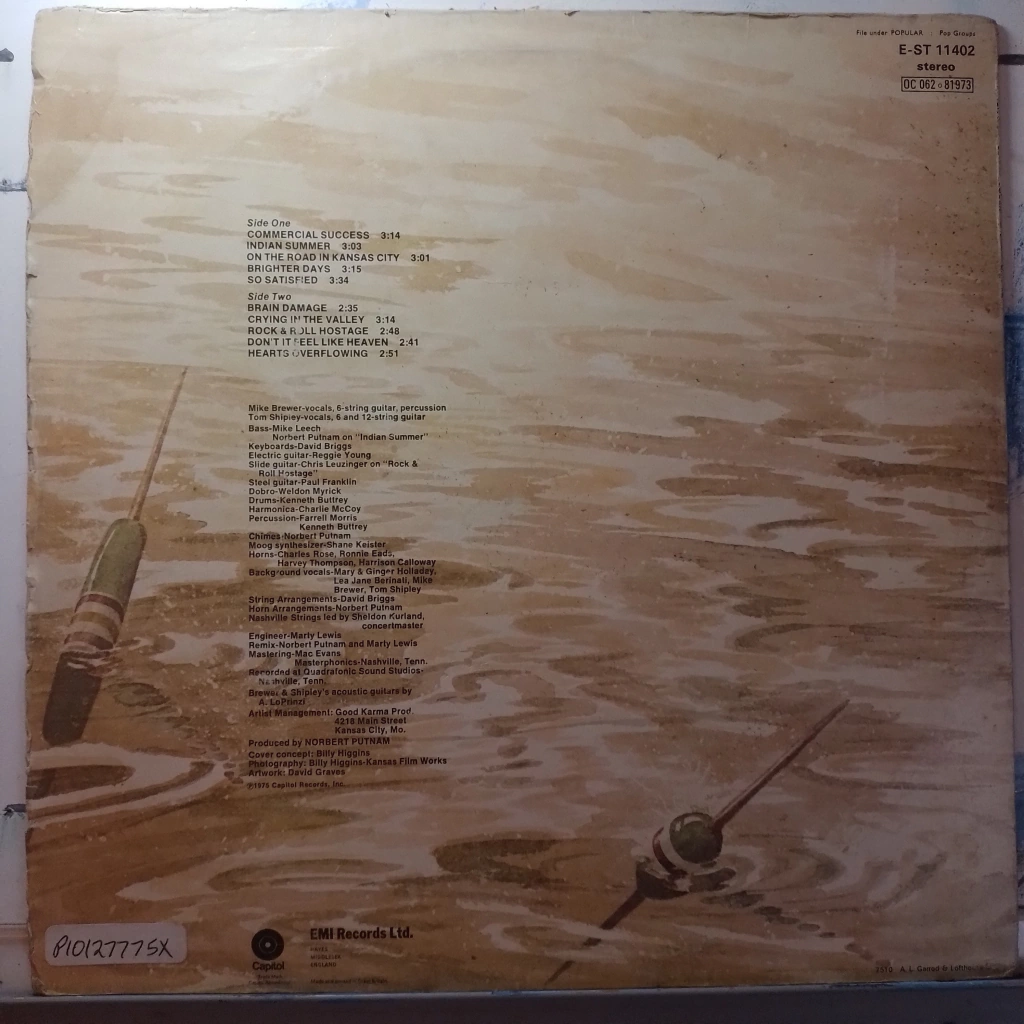 File under POPULAR : Pop Groups
E-ST 11402
stereo
OC 062 ○ 81973
Side One
COMMERCIAL SUCCESS 3:14
INDIAN SUMMER 3:03
ON THE ROAD IN KANSAS CITY 3:01
BRIGHTER DAYS 3:15
SO SATISFIED 3:34
Side Two
BRAIN DAMAGE 2:35
CRYING IN THE VALLEY 3:14
ROCK & ROLL HOSTAGE 2:48
DON'T IT FEEL LIKE HEAVEN 2:41
HEARTS OVERFLOWING 2:51
Mike Brewer-vocals, 6-string guitar, percussion
Tom Shipley-vocals, 6 and 12-string guitar
Bass-Mike Leech
Norbert Putnam on "Indian Summer"
Keyboards-David Briggs
Electric guitar-Reggie Young
Slide guitar-Chris Leuzinger on "Rock &
Roll Hostage"
Steel guitar-Paul Franklin
Dobro-Weldon Myrick
Drums-Kenneth Buttrey
Harmonica-Charlie McCoy
Percussion-Farrell Morris
Kenneth Buttrey
Chimes-Norbert Putnam
Moog synthesizer-Shane Keister
Horns-Charles Rose, Ronnie Eads,
Harvey Thompson, Harrison Calloway
Background vocals-Mary & Ginger Holladay,
Lea Jane Berinati, Mike
Brewer, Tom Shipley
String Arrangements-David Briggs
Horn Arrangements-Norbert Putnam
Nashville Strings led by Sheldon Kurland,
concertmaster
Engineer-Marty Lewis
Remix-Norbert Putnam and Marty Lewis
Mastering-Mac Evans
Masterphonics-Nashville, Tenn.
Recorded at Quadrafonic Sound Studios-
Nashville, Tenn.
Brewer & Shipley's acoustic guitars by
A. LoPrinzi
Artist Management: Good Karma Prod.
4218 Main Street
Kansas City, Mo.
Produced by NORBERT PUTNAM
Cover concept: Billy Higgins
Photography: Billy Higgins-Kansas Film Works
Artwork: David Graves
℗1975 Capitol Records, Inc.
P10127775X
Capitol
EMI Records Ltd.
HAYES
MIDDLESEX
ENGLAND